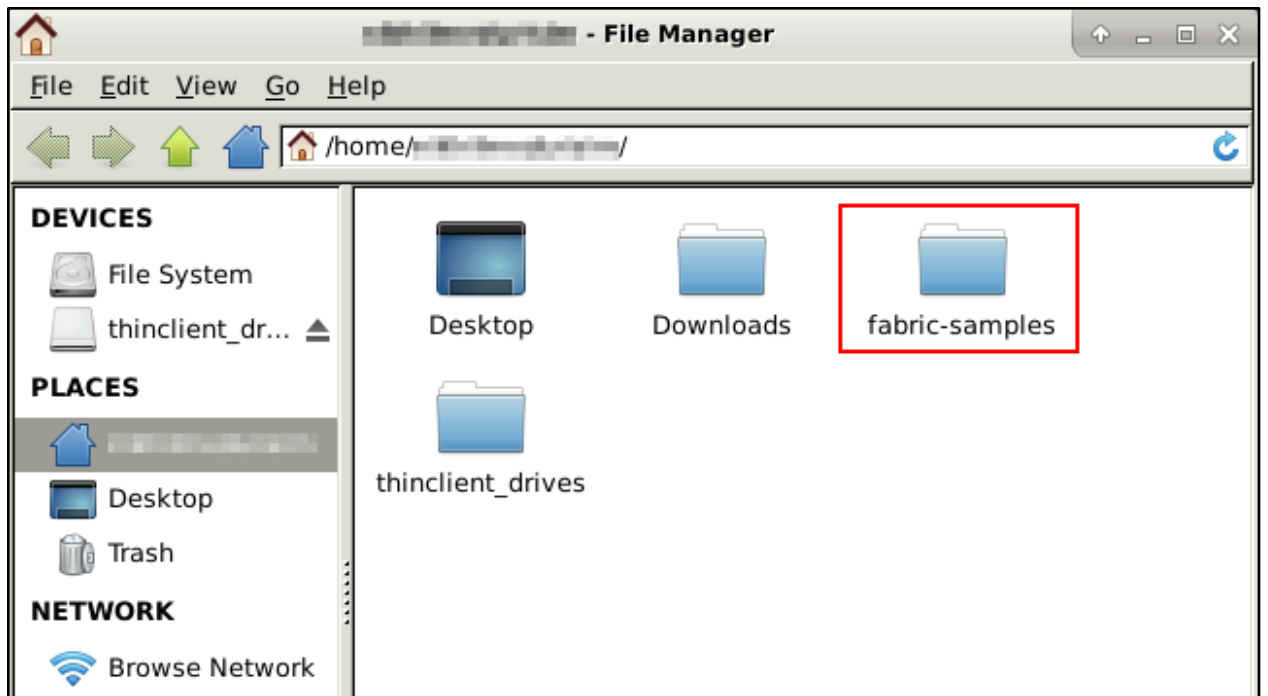 - File Manager
File Edit View Go Help
/home/ /
DEVICES
File System
thinclient_dr...
PLACES
Desktop
Trash
NETWORK
Browse Network
Desktop
Downloads
fabric-samples
thinclient_drives